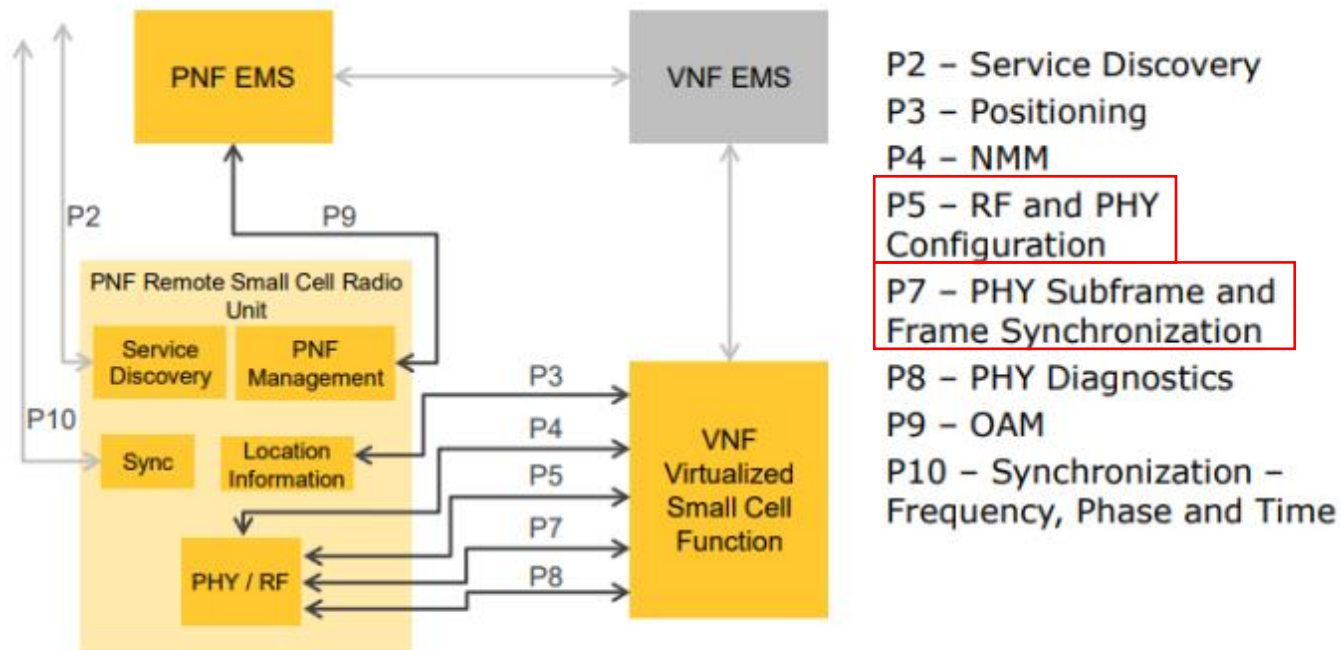 PNF EMS
VNF EMS
P2
P9
PNF Remote Small Cell Radio
Unit
Service
Discovery
PNF
Management
P10
Sync
Location
Information
PHY / RF
P3
P4
P5
P7
P8
VNF
Virtualized
Small Cell
Function
P2 – Service Discovery
P3 – Positioning
P4 – NMM
P5 – RF and PHY
Configuration
P7 – PHY Subframe and
Frame Synchronization
P8 – PHY Diagnostics
P9 – OAM
P10 – Synchronization –
Frequency, Phase and Time